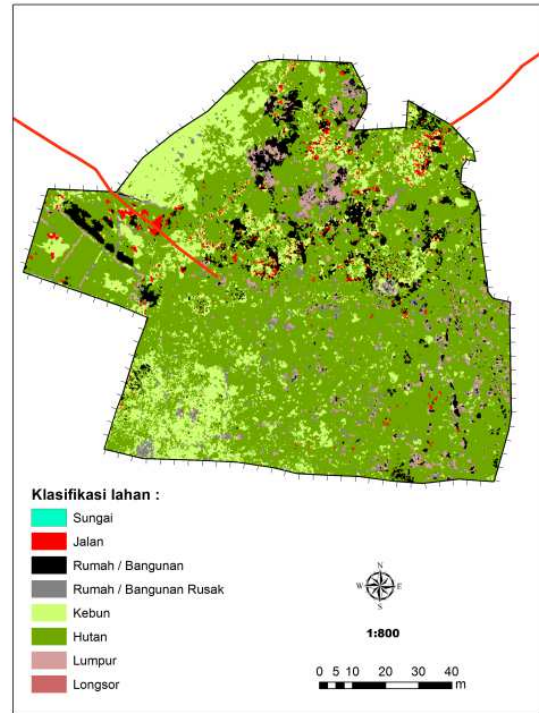 Klasifikasi lahan :
Sungai
Jalan
Rumah / Bangunan
Rumah / Bangunan Rusak
Kebun
Hutan
Lumpur
Longsor
N
W E
S
1:800
0 5 10 20 30 40
m